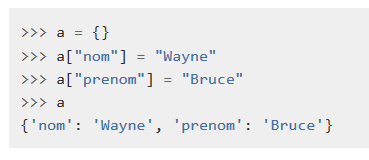 >>> a = {}
>>> a["nom"] = "Wayne"
>>> a["prenom"] = "Bruce"
>>> a
{'nom': 'Wayne', 'prenom': 'Bruce'}